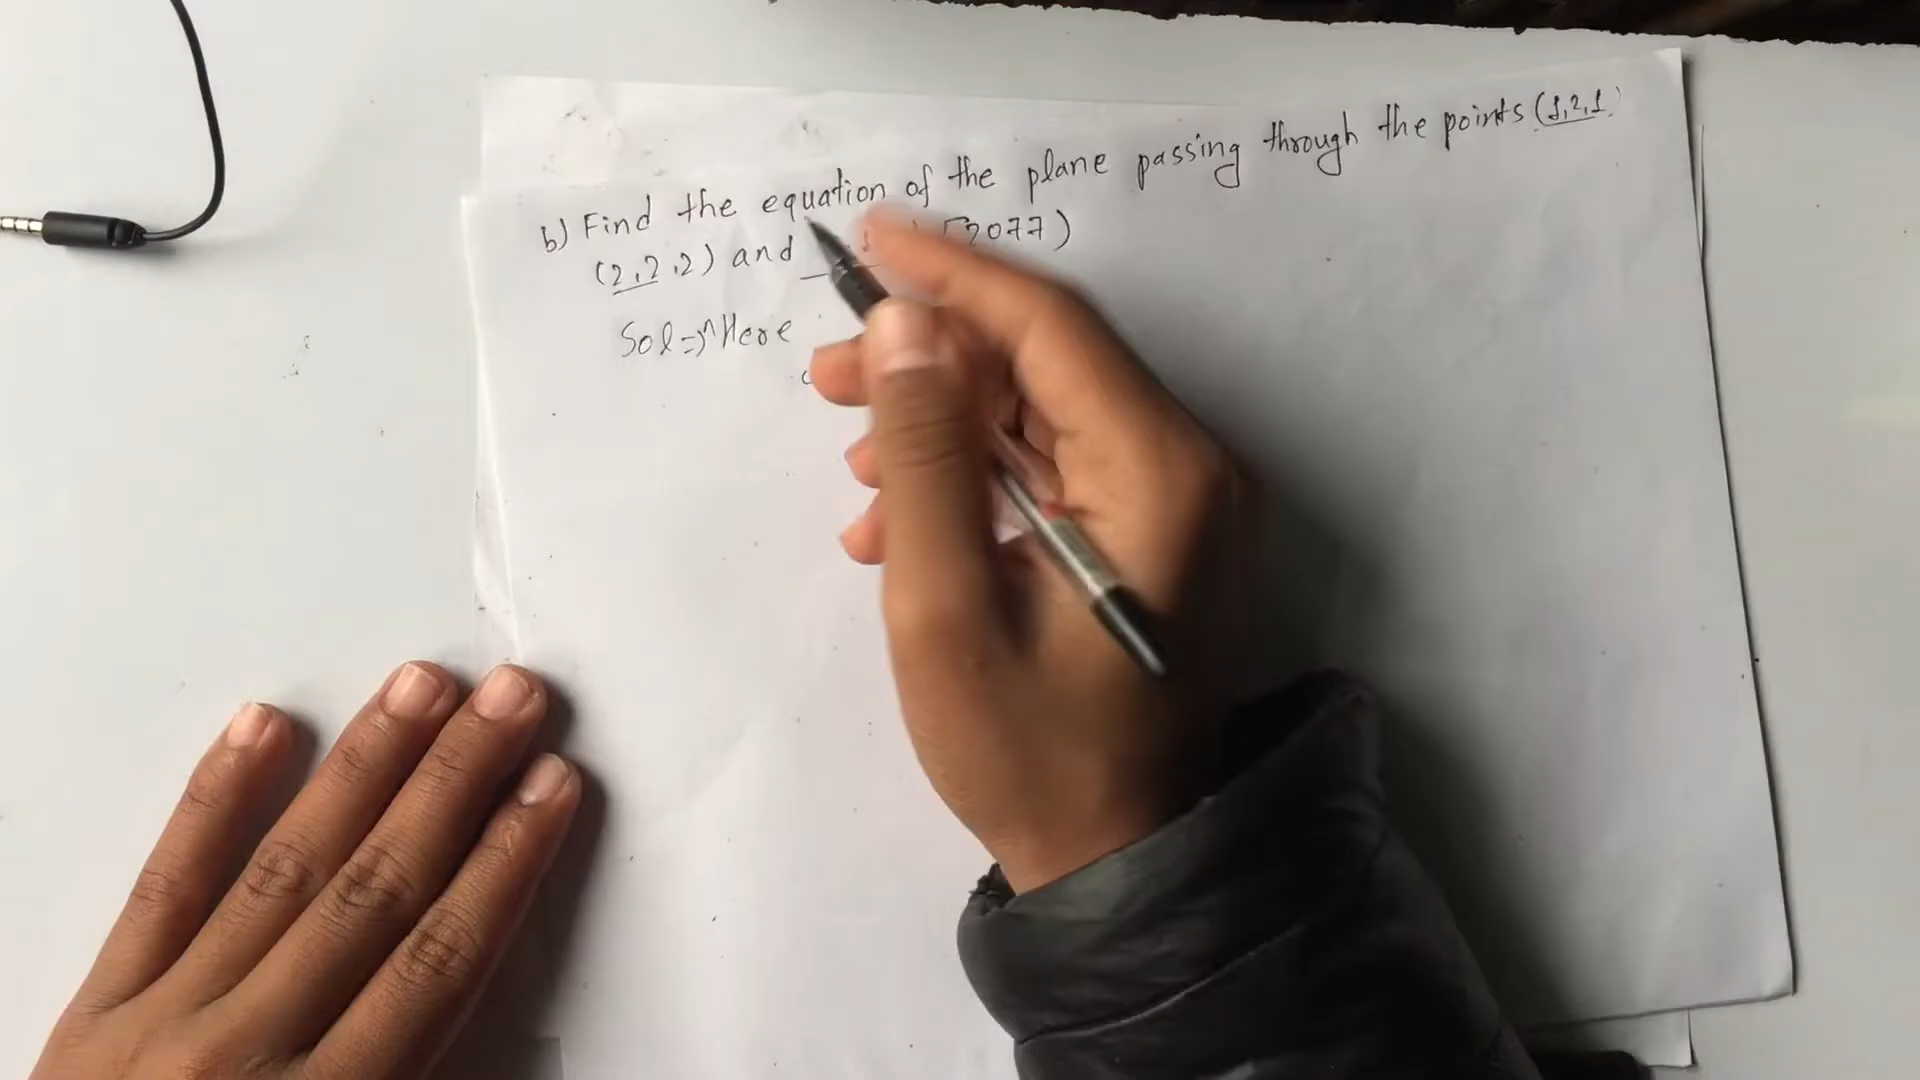 b) Find the equation of the plane passing through the points (1,2,1)
(2,2,2) and [2077)
Sol=>n Here